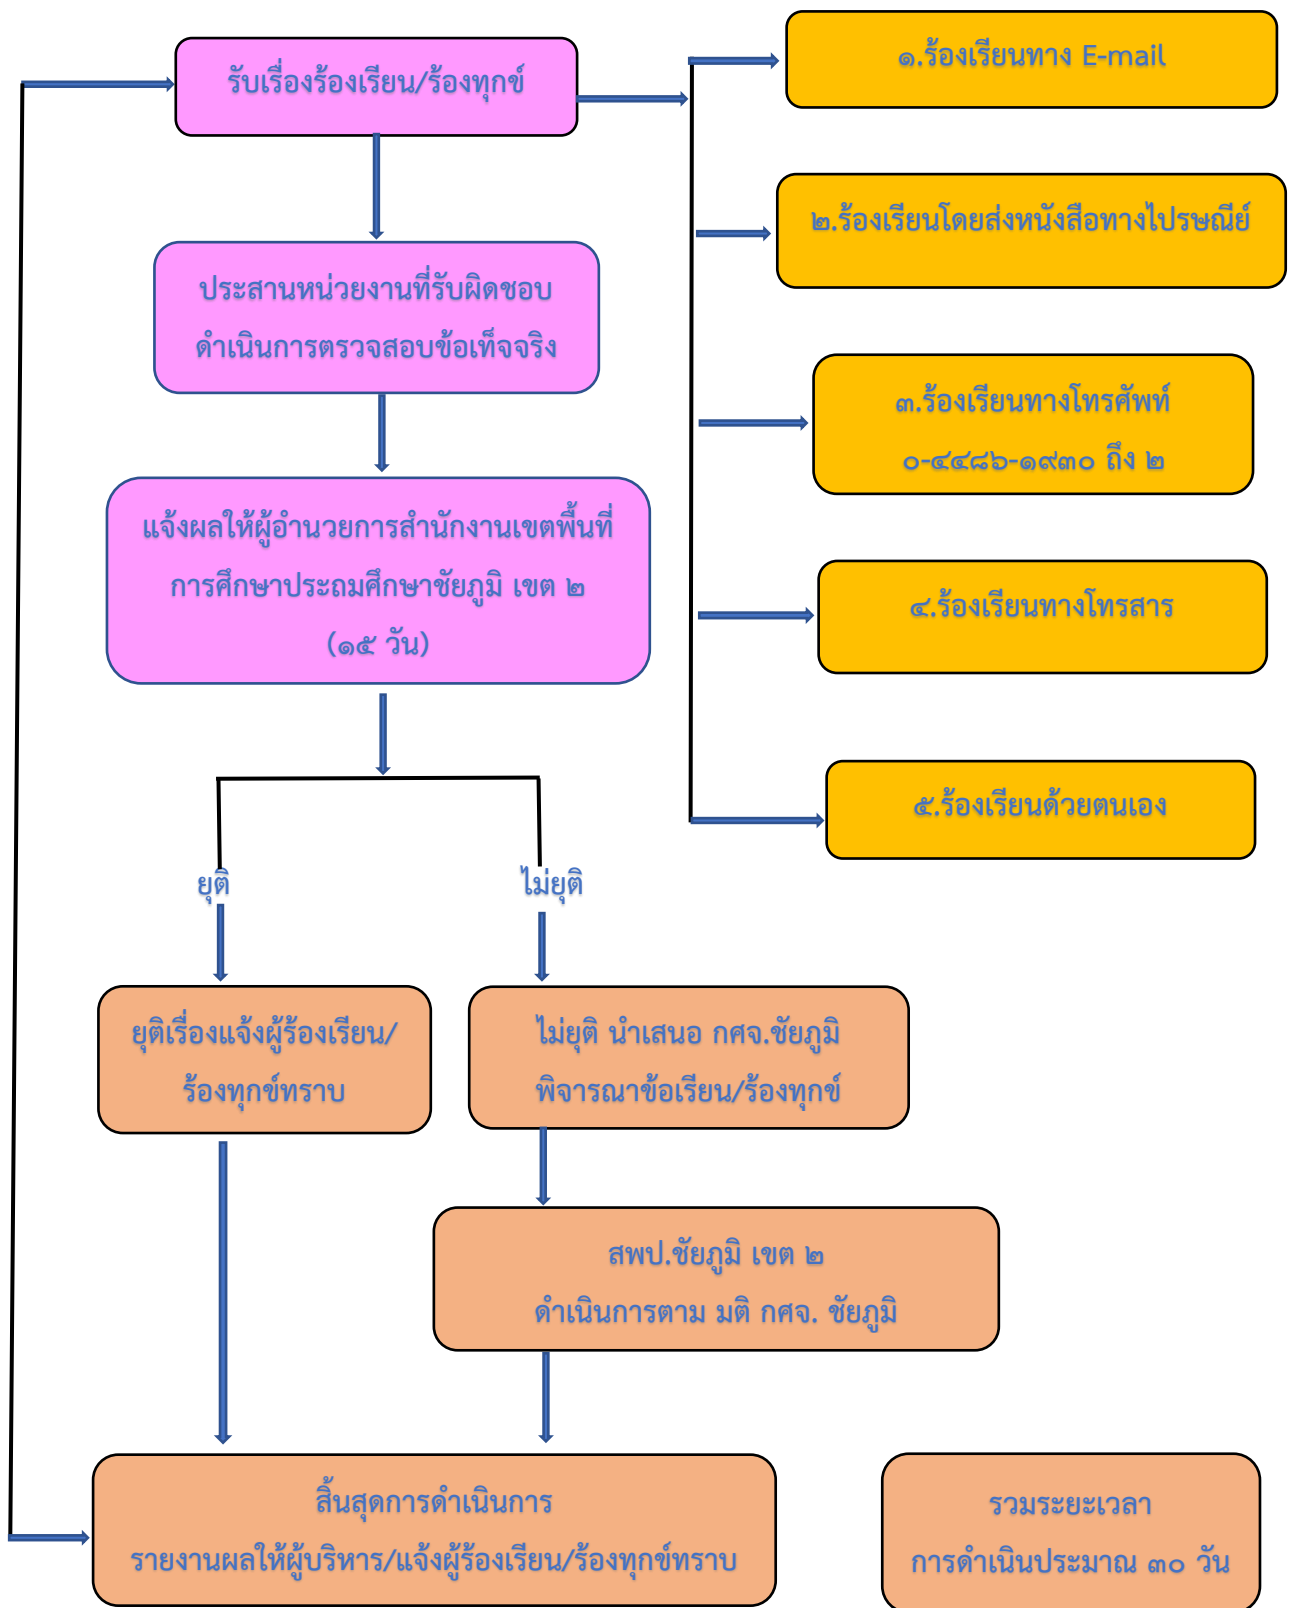 รับเรื่องร้องเรียน/ร้องทุกข์
ประสานหน่วยงานที่รับผิดชอบ
ดำเนินการตรวจสอบข้อเท็จจริง
แจ้งผลให้ผู้อำนวยการสำนักงานเขตพื้นที่
การศึกษาประถมศึกษาชัยภูมิ เขต ๒
(๑๕ วัน)
๑.ร้องเรียนทาง E-mail
๒.ร้องเรียนโดยส่งหนังสือทางไปรษณีย์
๓.ร้องเรียนทางโทรศัพท์
๐-๔๔๘๖-๑๙๓๐ ถึง ๒
๔.ร้องเรียนทางโทรสาร
๕.ร้องเรียนด้วยตนเอง
ยุติ
ไม่ยุติ
ยุติเรื่องแจ้งผู้ร้องเรียน/
ร้องทุกข์ทราบ
ไม่ยุติ นำเสนอ กศจ.ชัยภูมิ
พิจารณาข้อเรียน/ร้องทุกข์
สพป.ชัยภูมิ เขต ๒
ดำเนินการตาม มติ กศจ. ชัยภูมิ
สิ้นสุดการดำเนินการ
รายงานผลให้ผู้บริหาร/แจ้งผู้ร้องเรียน/ร้องทุกข์ทราบ
รวมระยะเวลา
การดำเนินประมาณ ๓๐ วัน